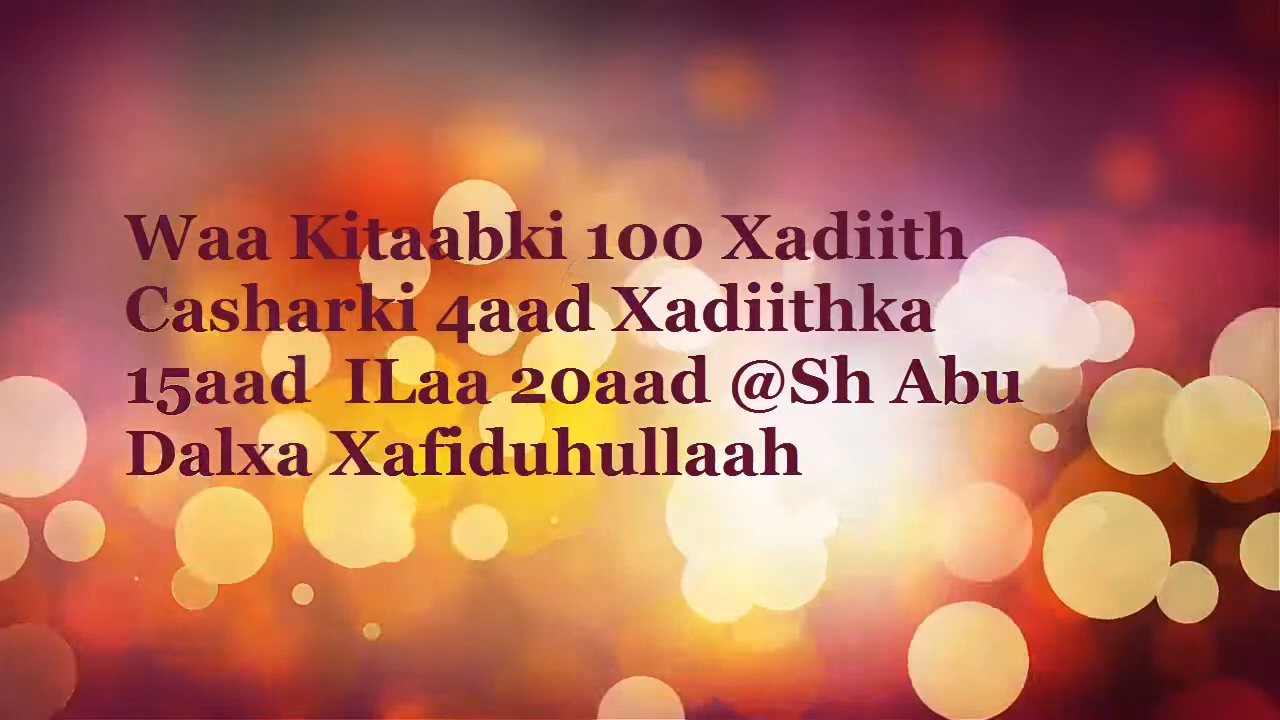 Waa Kitaabki 100 Xadiith
Casharki 4aad Xadiithka
15aad  ILaa 20aad @Sh Abu
Dalxa Xafiduhullaah